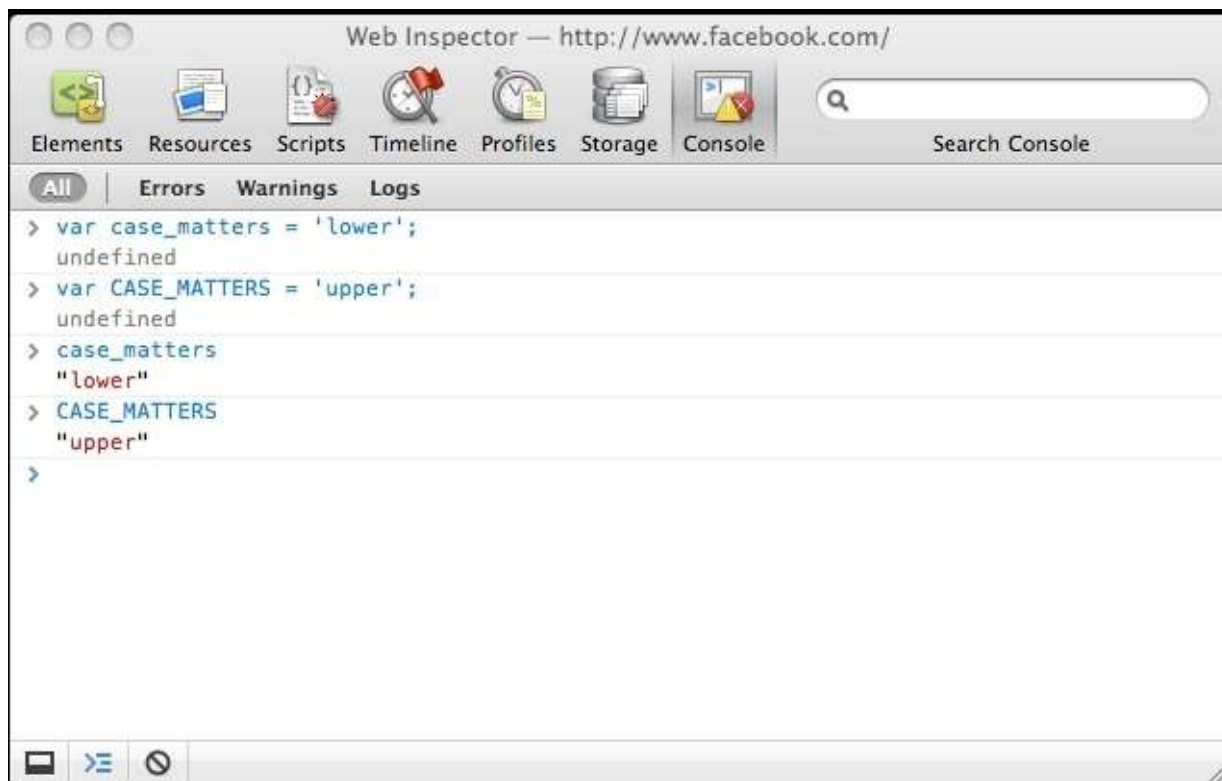 Web Inspector — http://www.facebook.com/
Elements Resources Scripts Timeline Profiles Storage Console Search Console
All Errors Warnings Logs
> var case_matters = 'lower';
undefined
> var CASE_MATTERS = 'upper';
undefined
> case_matters
"lower"
> CASE_MATTERS
"upper"
>